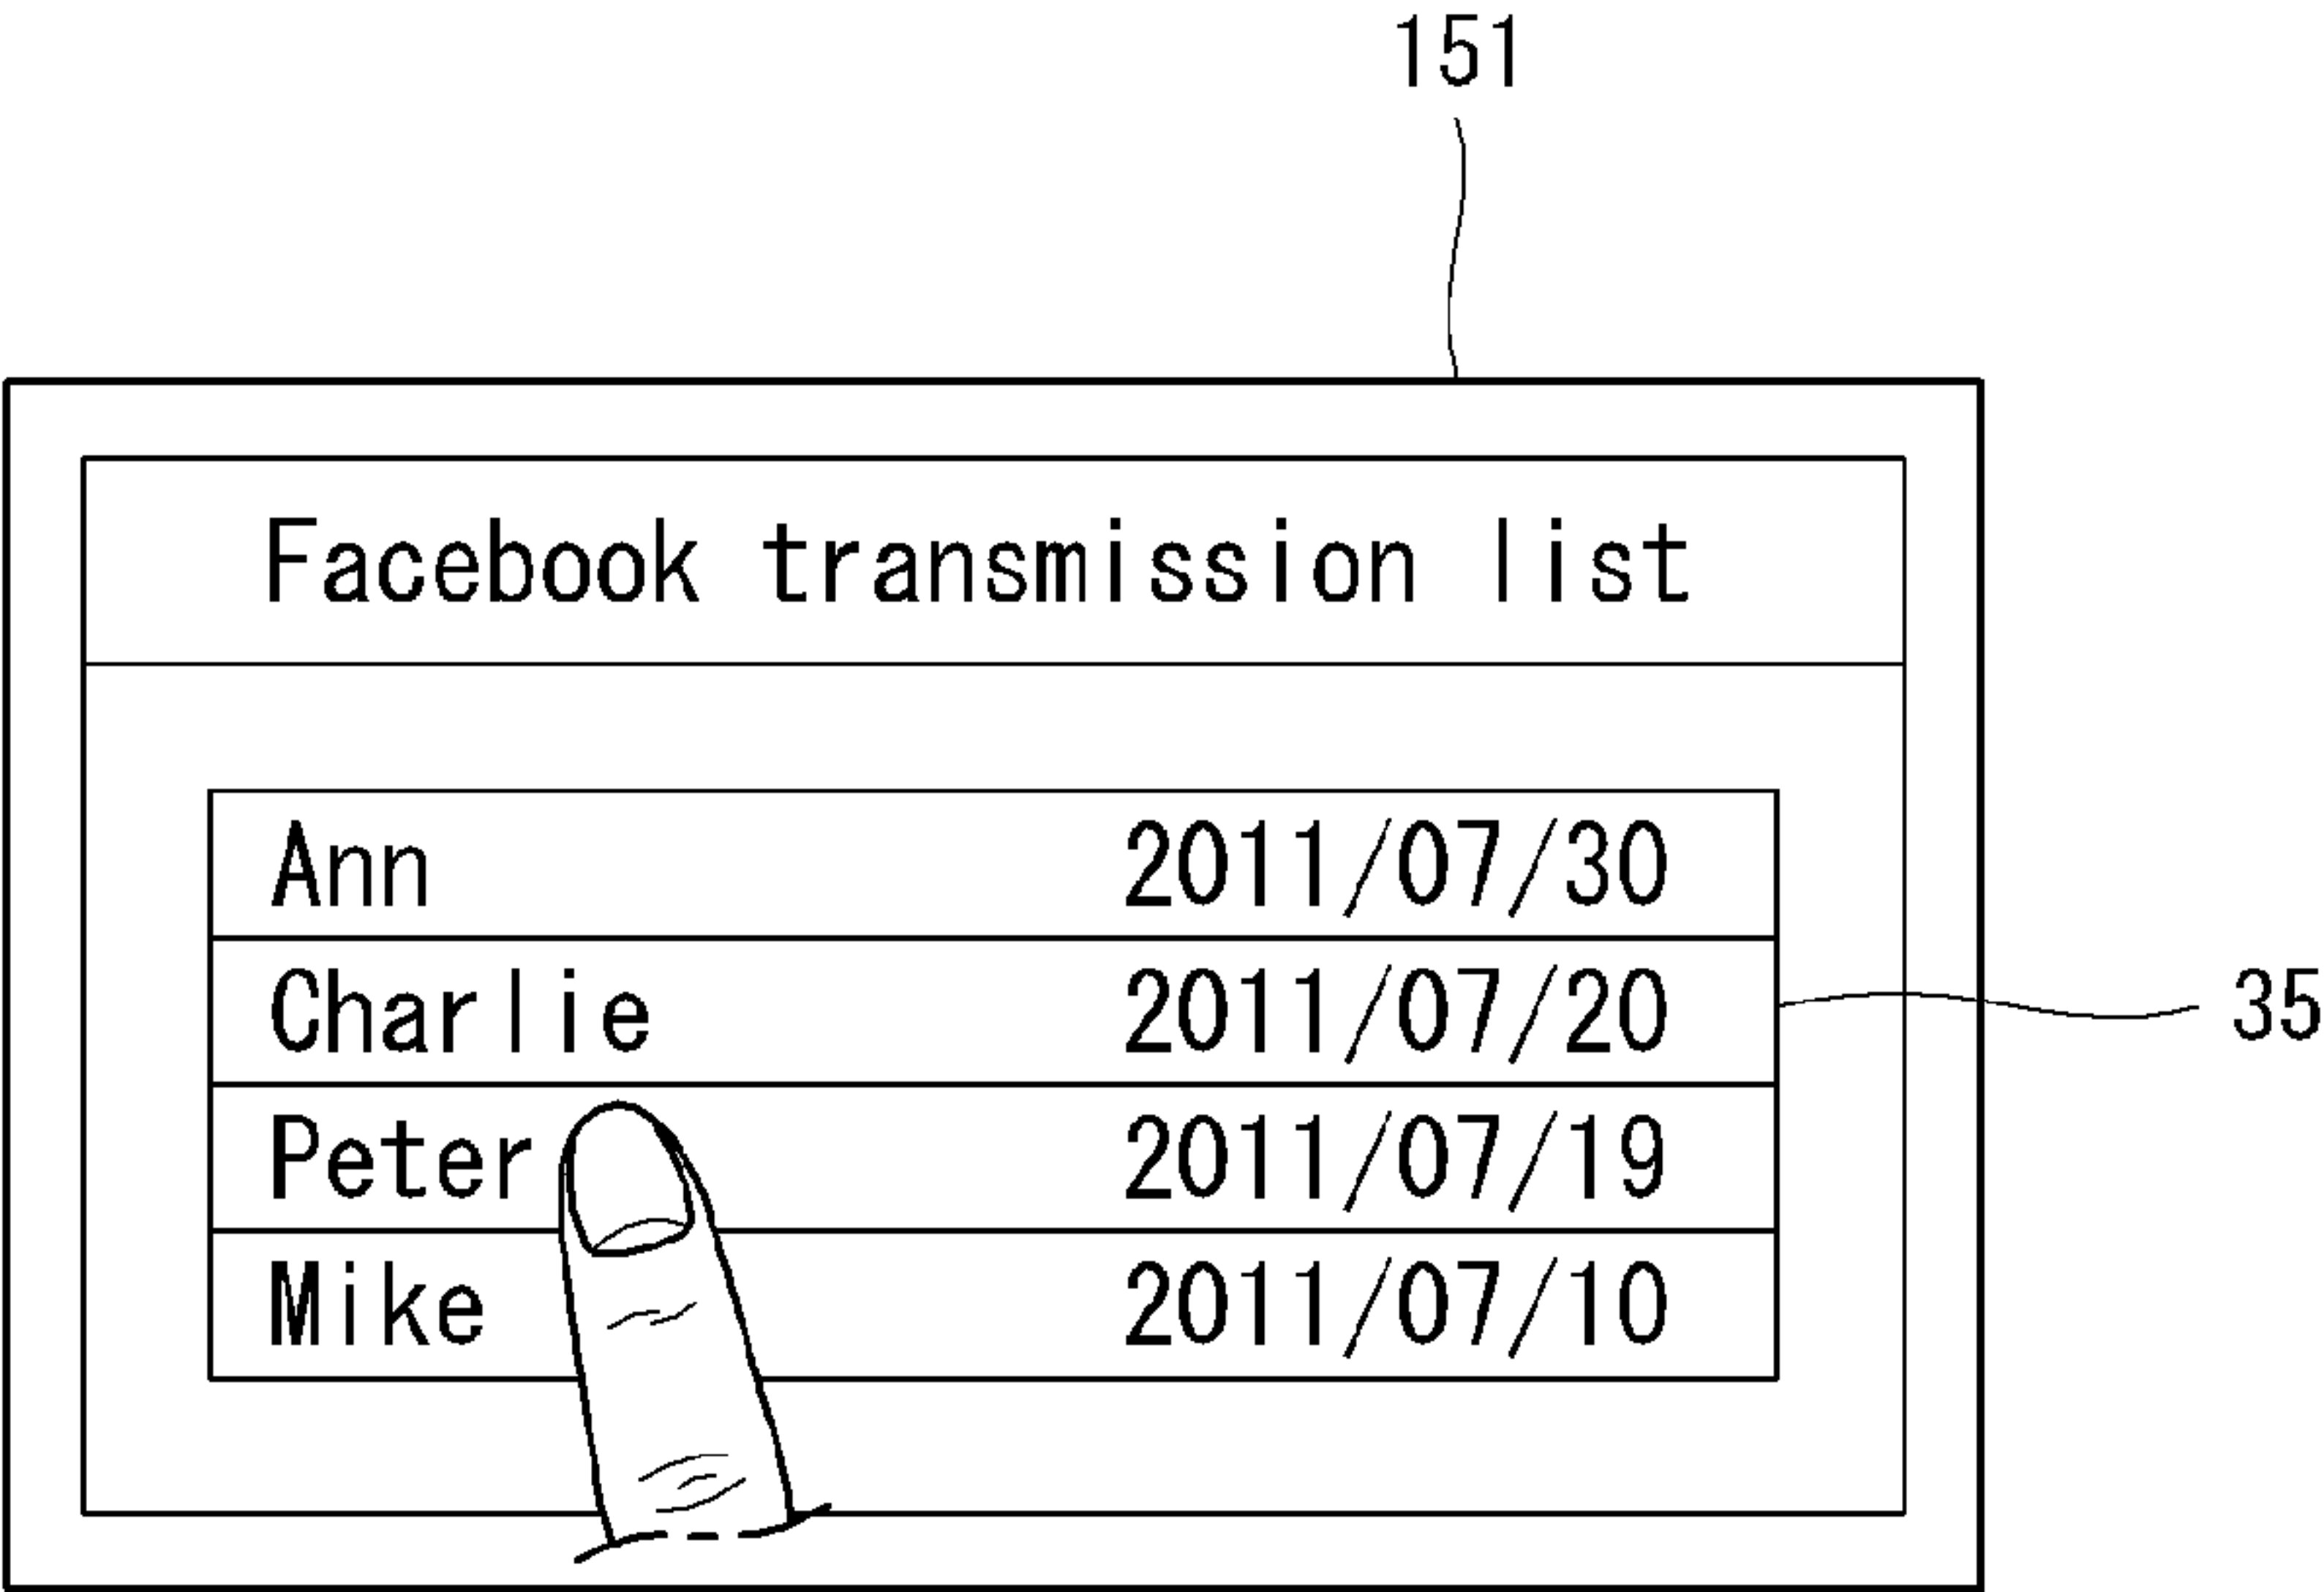 151
Facebook transmission list
Ann 2011/07/30
Charlie 2011/07/20
35
Peter 2011/07/19
Mike 2011/07/10